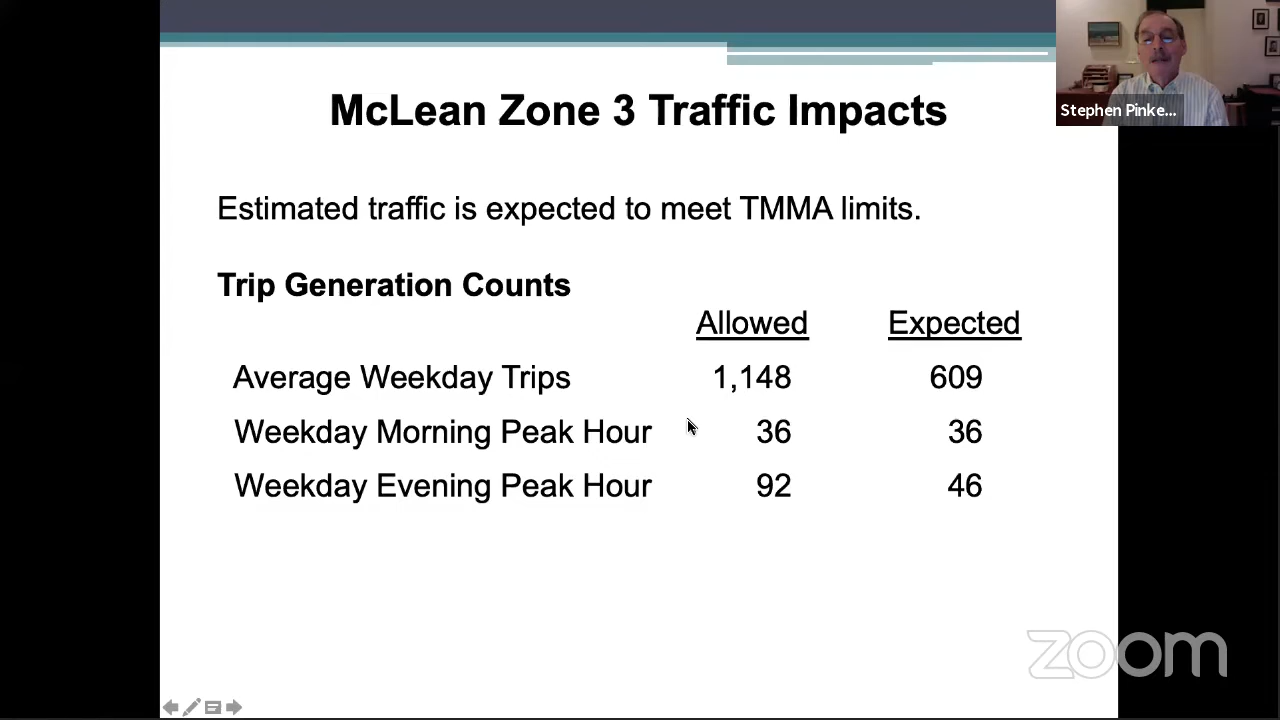 McLean Zone 3 Traffic Impacts
Stephen Pinke...
Estimated traffic is expected to meet TMMA limits.
Trip Generation Counts
Allowed Expected
Average Weekday Trips 1,148 609
Weekday Morning Peak Hour 36 36
Weekday Evening Peak Hour 92 46
zoom